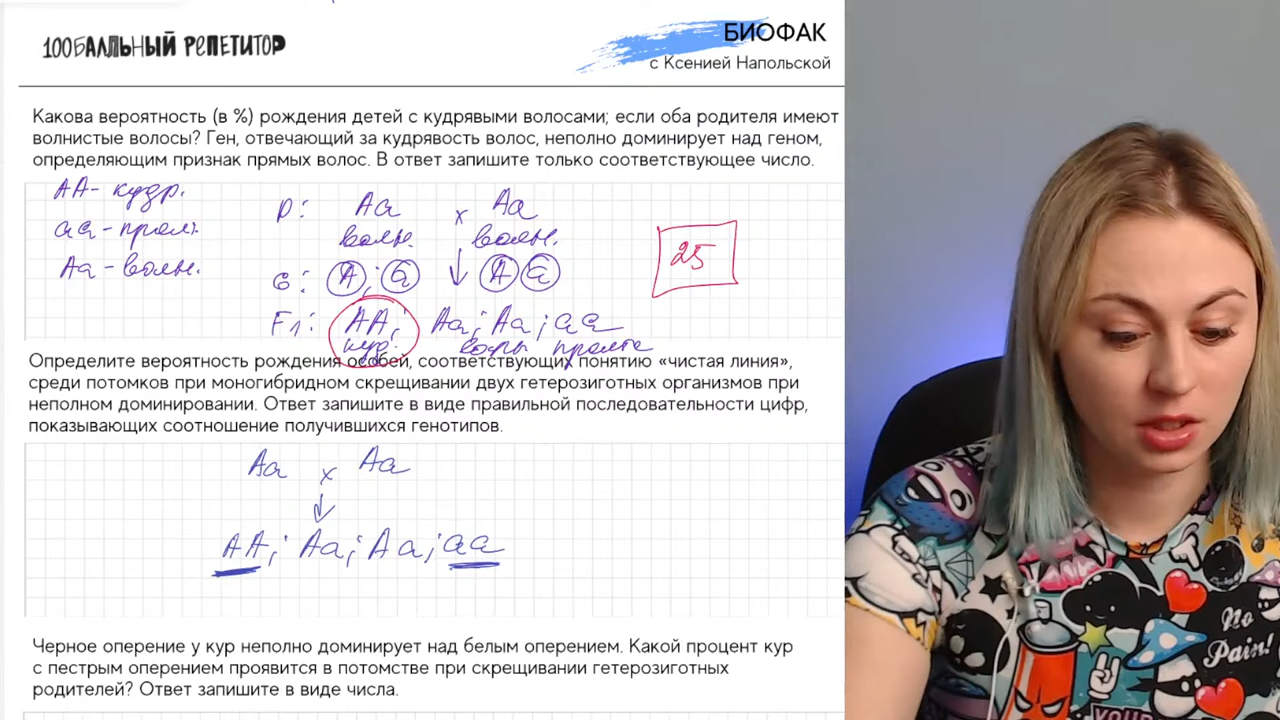 100БАЛЛЬНЫЙ РЕПЕТИТОР
БИОФАК
с Ксенией Напольской
Какова вероятность (в %) рождения детей с кудрявыми волосами; если оба родителя имеют
волнистые волосы? Ген, отвечающий за кудрявость волос, неполно доминирует над геном,
определяющим признак прямых волос. В ответ запишите только соответствующее число.
АА- кудр.
аа-
Аа-волн.
Р: Аа х Аа
волн. волн.
G: А; а А а
25
F1: АА; Аа; Аа; аа
кудр.
Определите вероятность рождения особей, соответствующих понятию «чистая линия»,
среди потомков при моногибридном скрещивании двух гетерозиготных организмов при
неполном доминировании. Ответ запишите в виде правильной последовательности цифр,
показывающих соотношение получившихся генотипов.
Аа х Аа
АА; Аа; Аа; аа
Черное оперение у кур неполно доминирует над белым оперением. Какой процент кур
с пестрым оперением проявится в потомстве при скрещивании гетерозиготных
родителей? Ответ запишите в виде числа.
No
Pain!
YOUR